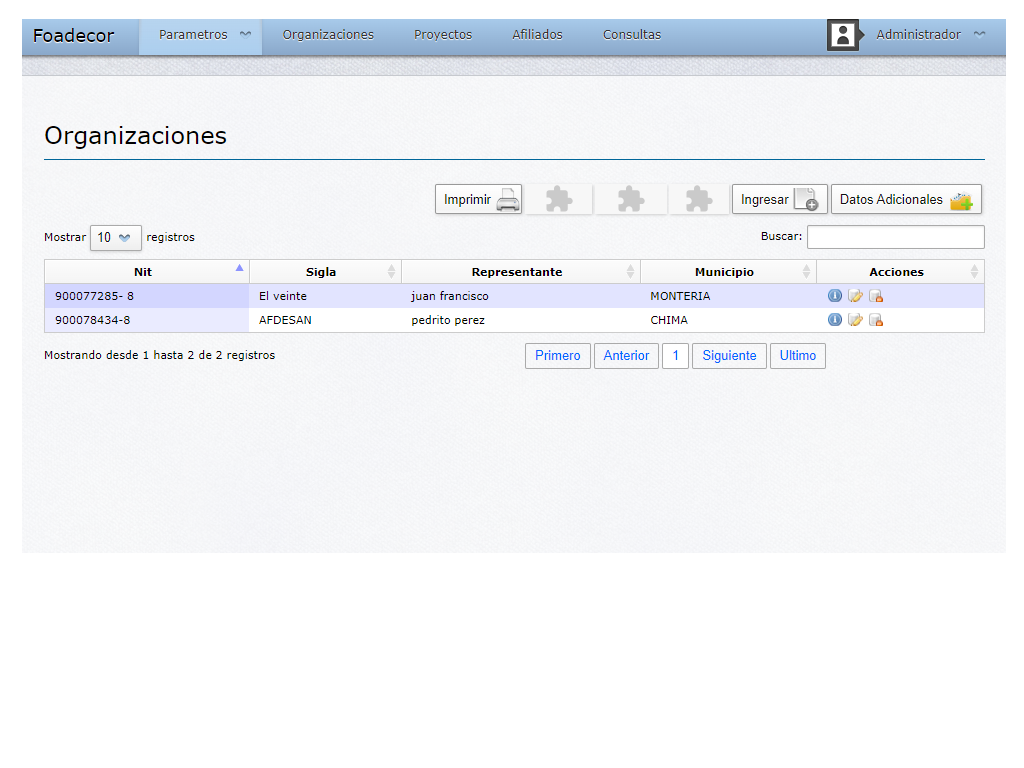 Foadecor Parametros Organizaciones Proyectos Afiliados Consultas Administrador
Organizaciones
Imprimir Ingresar Datos Adicionales
Mostrar 10 registros Buscar:
Nit Sigla Representante Municipio Acciones
900077285- 8 El veinte juan francisco MONTERIA
900078434-8 AFDESAN pedrito perez CHIMA
Mostrando desde 1 hasta 2 de 2 registros Primero Anterior 1 Siguiente Ultimo